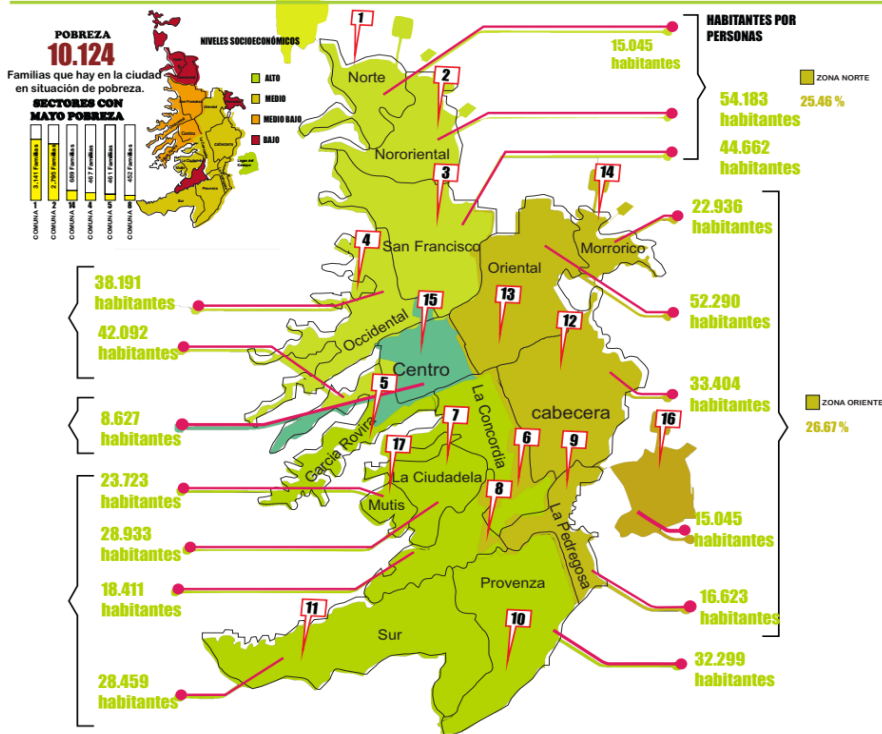 POBREZA
10.124
Familias que hay en la ciudad
en situación de pobreza.
SECTORES CON
MAYO POBREZA
3.141 Familias
2.795 Familias
689 Familias
467 Familias
461 Familias
452 Familias
COMUNA 1
COMUNA 2
COMUNA 14
COMUNA 4
COMUNA 5
COMUNA 8
NIVELES SOCIOECONÓMICOS
ALTO
MEDIO
MEDIO BAJO
BAJO
HABITANTES POR
PERSONAS
15.045
habitantes
54.183
habitantes
44.662
habitantes
ZONA NORTE
25.46 %
22.936
habitantes
52.290
habitantes
33.404
habitantes
15.045
habitantes
16.623
habitantes
ZONA ORIENTE
26.67 %
32.299
habitantes
38.191
habitantes
42.092
habitantes
8.627
habitantes
23.723
habitantes
28.933
habitantes
18.411
habitantes
28.459
habitantes
1
Norte
2
Nororiental
3
San Francisco
4
Occidental
15
Centro
5
García Rovira
14
Morrorico
Oriental
13
12
cabecera
La Concordia
6
7
La Ciudadela
17
Mutis
8
9
La Pedregosa
16
Provenza
10
11
Sur